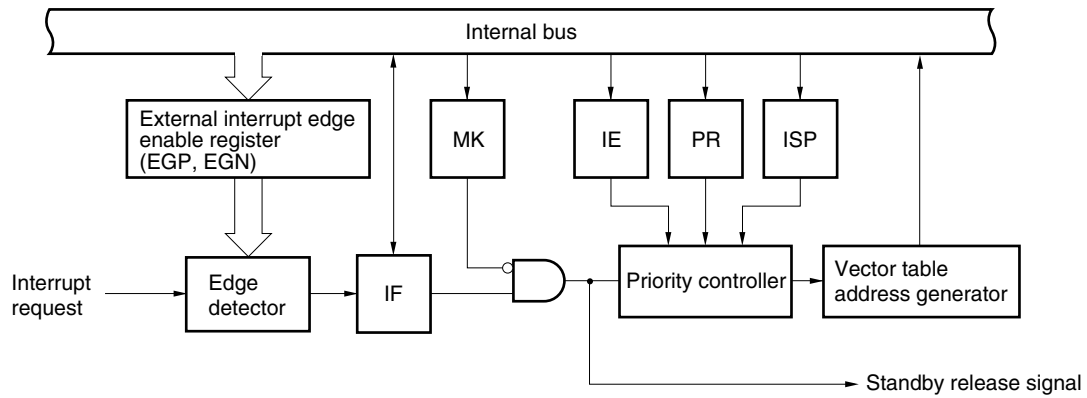 Internal bus
External interrupt edge
enable register
(EGP, EGN)
MK
IE
PR
ISP
Interrupt
request
Edge
detector
IF
Priority controller
Vector table
address generator
Standby release signal